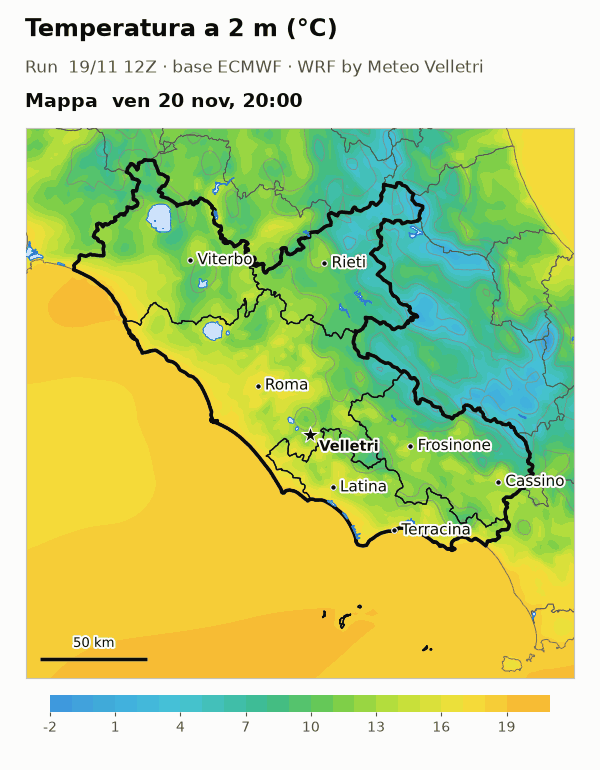 Temperatura a 2 m (°C)
Run  19/11 12Z · base ECMWF · WRF by Meteo Velletri
Mappa  ven 20 nov, 20:00
Viterbo
Rieti
Roma
Velletri
Frosinone
Latina
Cassino
Terracina
50 km
-2 1 4 7 10 13 16 19